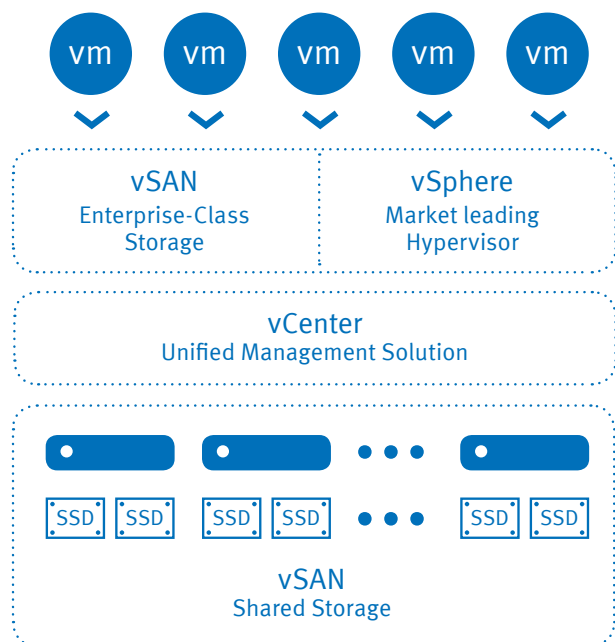 vm vm vm vm vm
vSAN
Enterprise-Class
Storage
vSphere
Market leading
Hypervisor
vCenter
Unified Management Solution
SSD SSD SSD SSD SSD SSD
vSAN
Shared Storage